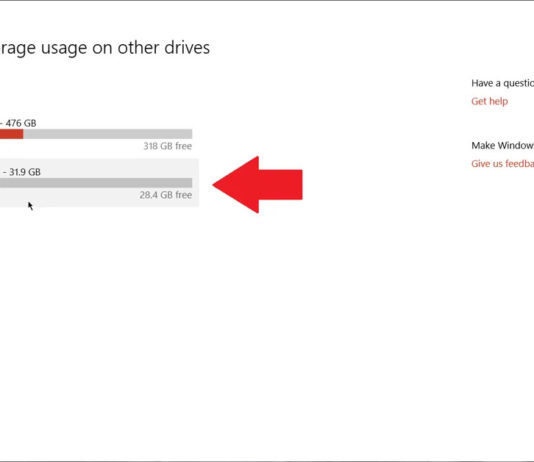 rage usage on other drives
- 476 GB
318 GB free
- 31.9 GB
28.4 GB free
Have a questio
Get help
Make Window
Give us feedba